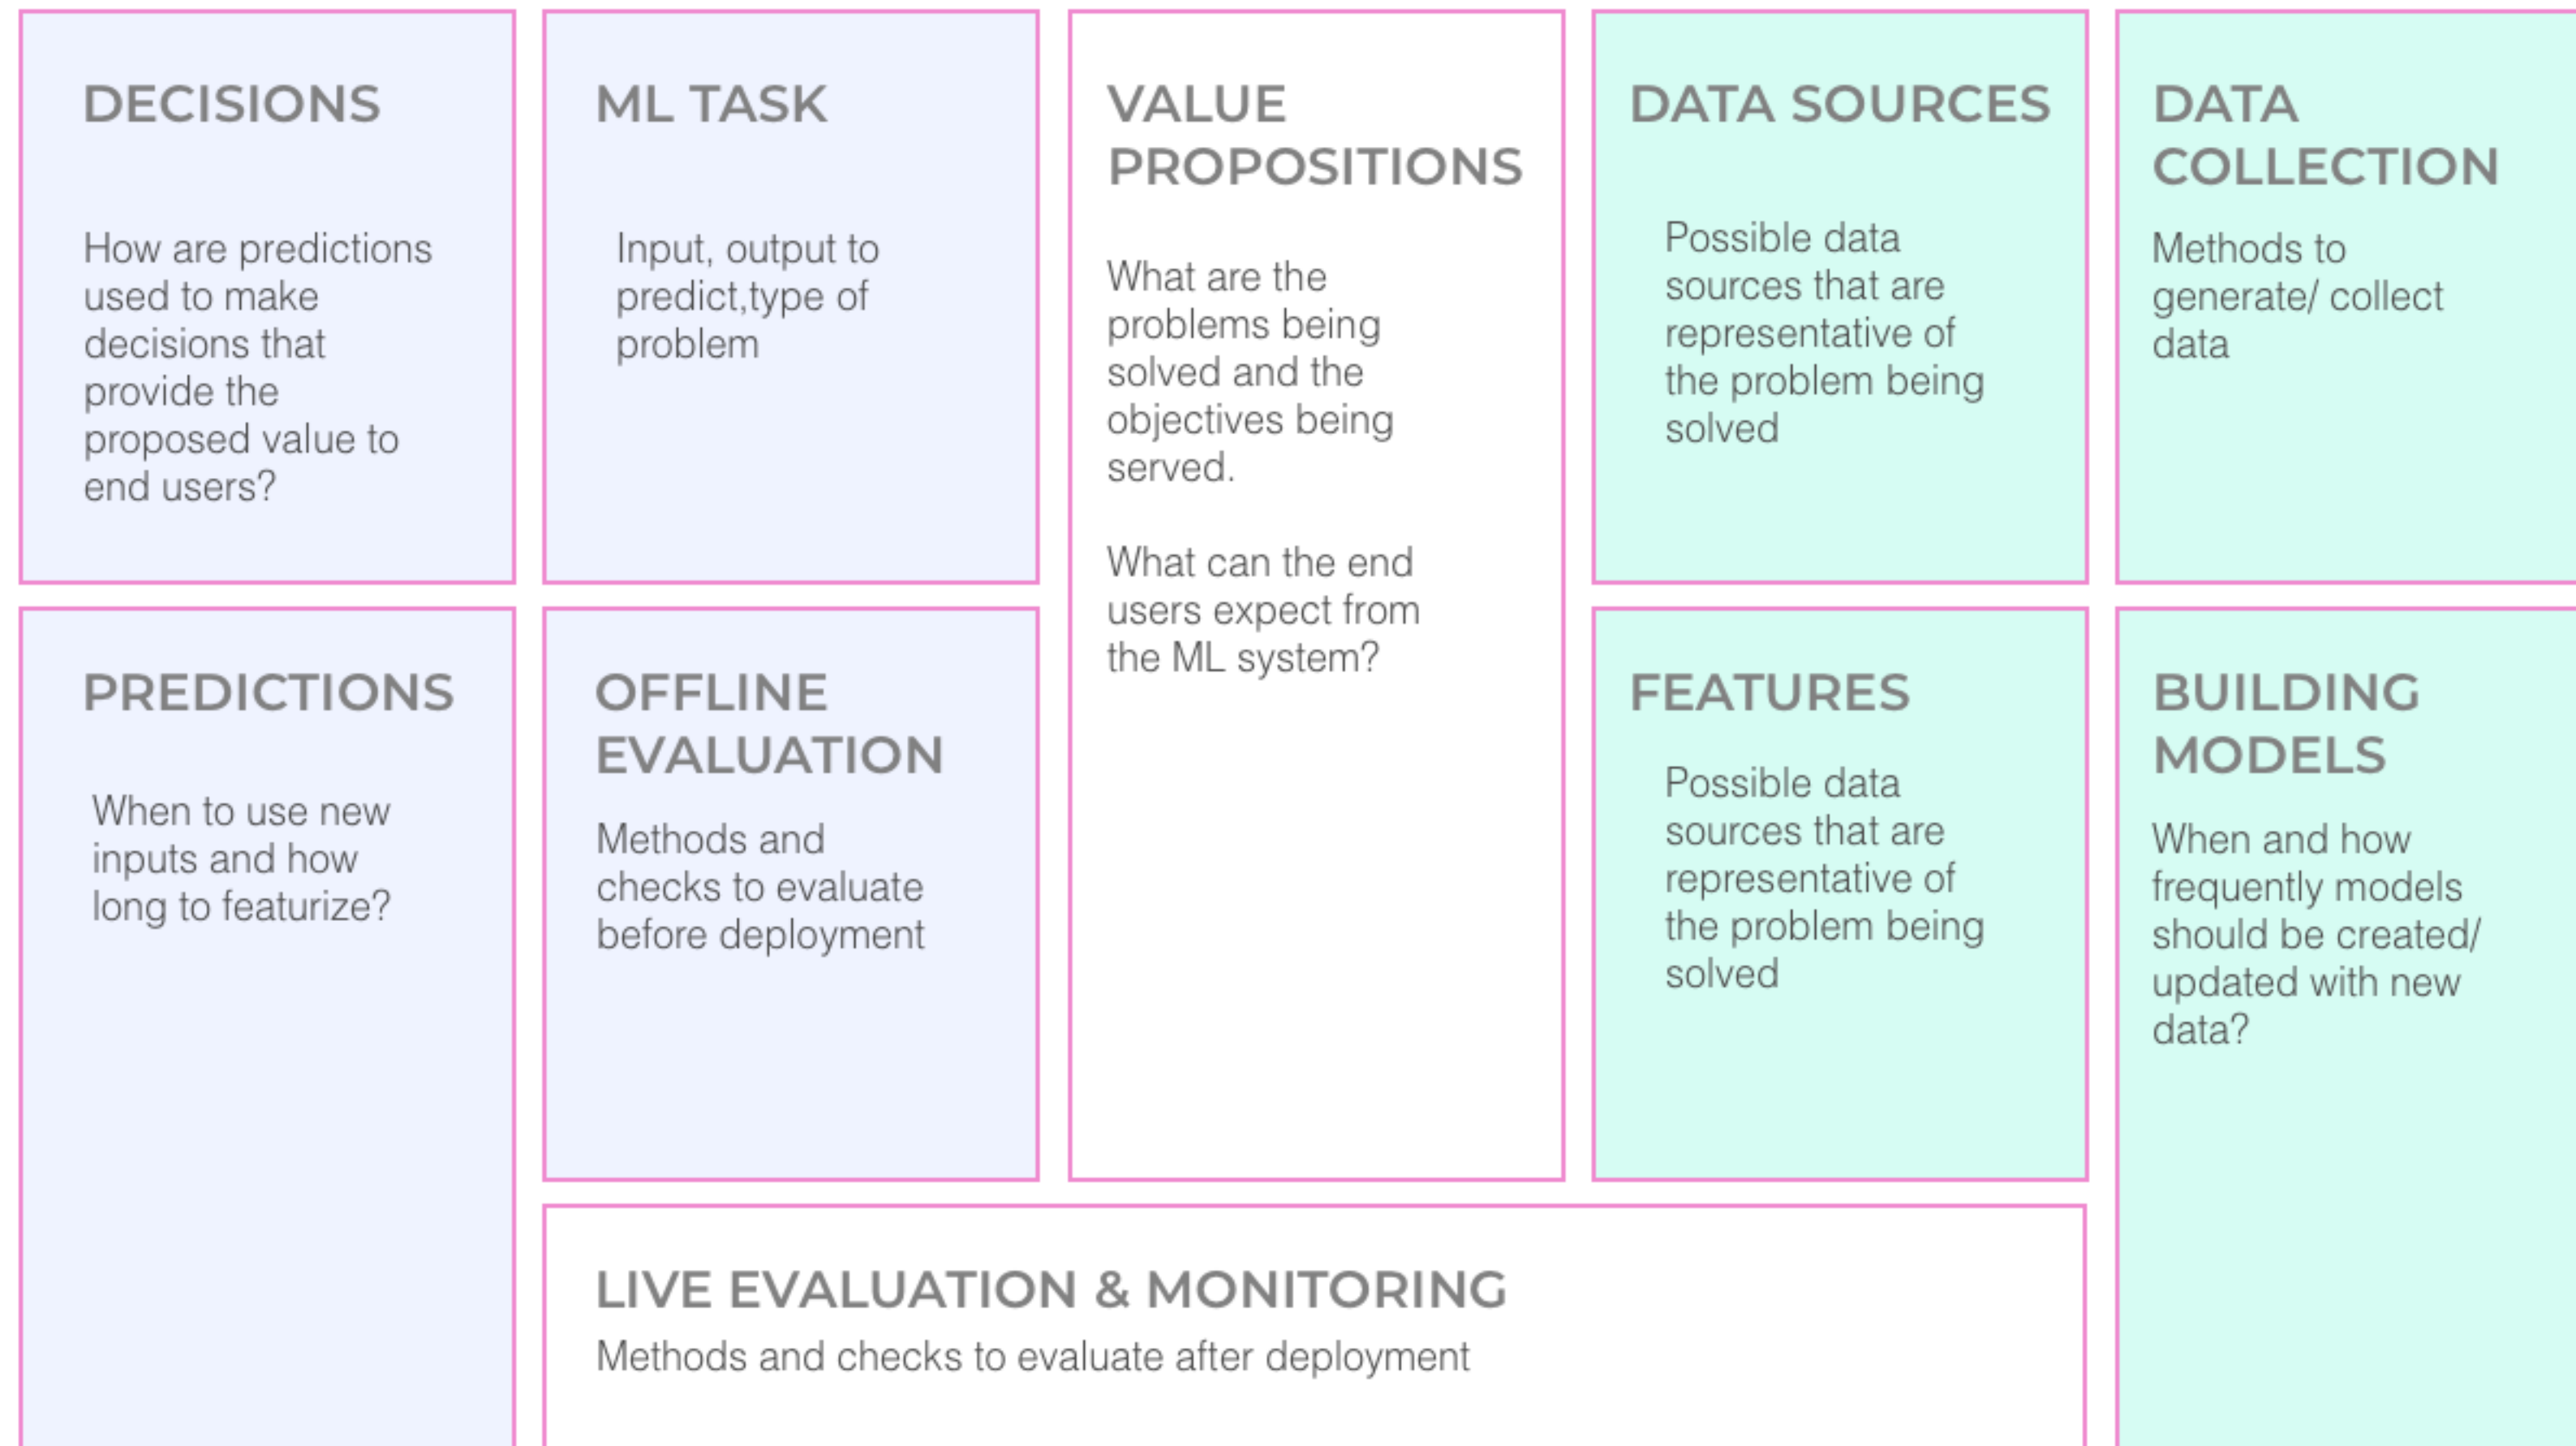 DECISIONS
How are predictions
used to make
decisions that
provide the
proposed value to
end users?
ML TASK
Input, output to
predict,type of
problem
VALUE
PROPOSITIONS
What are the
problems being
solved and the
objectives being
served.
What can the end
users expect from
the ML system?
DATA SOURCES
Possible data
sources that are
representative of
the problem being
solved
DATA
COLLECTION
Methods to
generate/ collect
data
PREDICTIONS
When to use new
inputs and how
long to featurize?
OFFLINE
EVALUATION
Methods and
checks to evaluate
before deployment
FEATURES
Possible data
sources that are
representative of
the problem being
solved
BUILDING
MODELS
When and how
frequently models
should be created/
updated with new
data?
LIVE EVALUATION & MONITORING
Methods and checks to evaluate after deployment